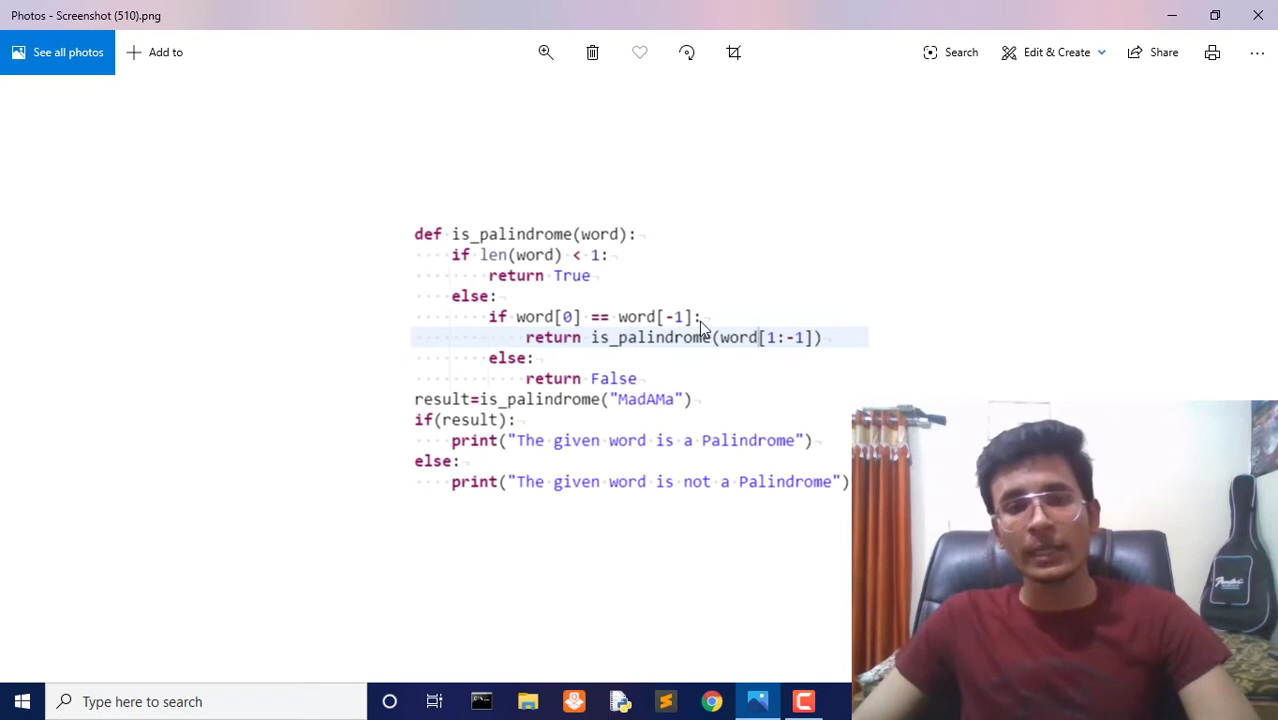 Photos - Screenshot (510).png
See all photos
Add to
Search
Edit & Create
Share
def is_palindrome(word):
if len(word) < 1:
return True
else:
if word[0] == word[-1]:
return is_palindrome(word[1:-1])
else:
return False
result=is_palindrome("MadAMa")
if(result):
print("The given word is a Palindrome")
else:
print("The given word is not a Palindrome")
Type here to search
Fender